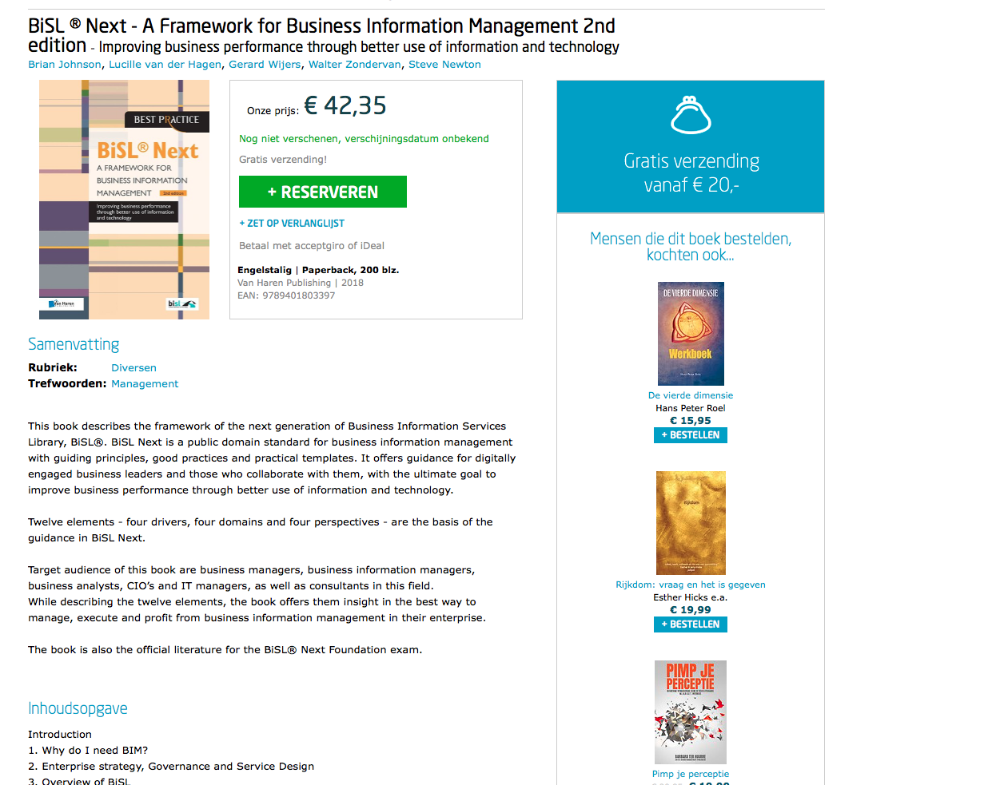 BiSL ® Next - A Framework for Business Information Management 2nd
edition - Improving business performance through better use of information and technology
Brian Johnson, Lucille van der Hagen, Gerard Wijers, Walter Zondervan, Steve Newton
BEST PRACTICE
BiSL® Next
A FRAMEWORK FOR
BUSINESS INFORMATION
MANAGEMENT 2nd edition
Improving business performance
through better use of information
and technology
Van Haren
bisl
Onze prijs: € 42,35
Nog niet verschenen, verschijningsdatum onbekend
Gratis verzending!
+ RESERVEREN
+ ZET OP VERLANGLIJST
Betaal met acceptgiro of iDeal
Engelstalig | Paperback, 200 blz.
Van Haren Publishing | 2018
EAN: 9789401803397
Samenvatting
Rubriek: Diversen
Trefwoorden: Management
This book describes the framework of the next generation of Business Information Services
Library, BiSL®. BiSL Next is a public domain standard for business information management
with guiding principles, good practices and practical templates. It offers guidance for digitally
engaged business leaders and those who collaborate with them, with the ultimate goal to
improve business performance through better use of information and technology.
Twelve elements - four drivers, four domains and four perspectives - are the basis of the
guidance in BiSL Next.
Target audience of this book are business managers, business information managers,
business analysts, CIO's and IT managers, as well as consultants in this field.
While describing the twelve elements, the book offers them insight in the best way to
manage, execute and profit from business information management in their enterprise.
The book is also the official literature for the BiSL® Next Foundation exam.
Inhoudsopgave
Introduction
1. Why do I need BIM?
2. Enterprise strategy, Governance and Service Design
3. Overview of BiSL
Gratis verzending
vanaf € 20,-
Mensen die dit boek bestelden,
kochten ook...
DE VIERDE DIMENSIE
Werkboek
Hans Peter Roel
De vierde dimensie
Hans Peter Roel
€ 15,95
+ BESTELLEN
Rijkdom
Rijkdom: vraag en het is gegeven
Esther Hicks e.a.
€ 19,99
+ BESTELLEN
PIMP JE
PERCEPTIE
BARBARA TEN HOORNE
Pimp je perceptie